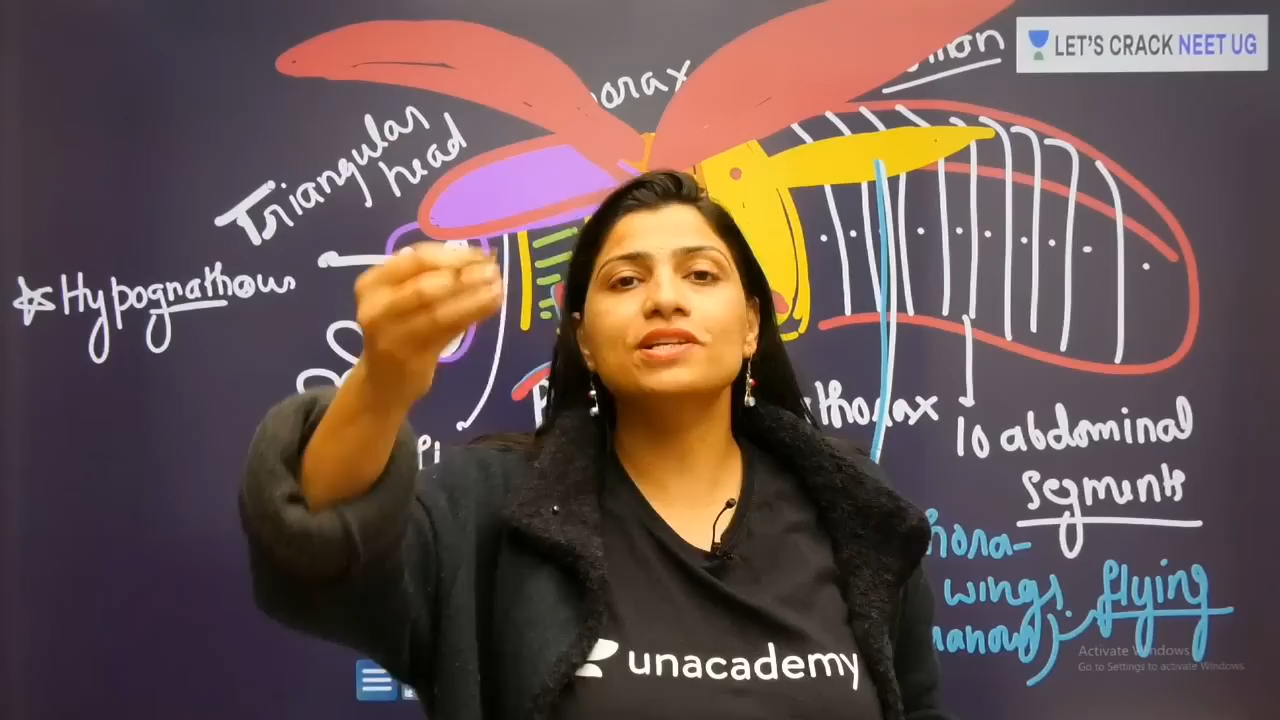 LET'S CRACK NEET UG
Triangular
head
Hypognathous
10 abdominal
segments
wings
flying
Activate Windows
Go to Settings to activate Windows.
unacademy